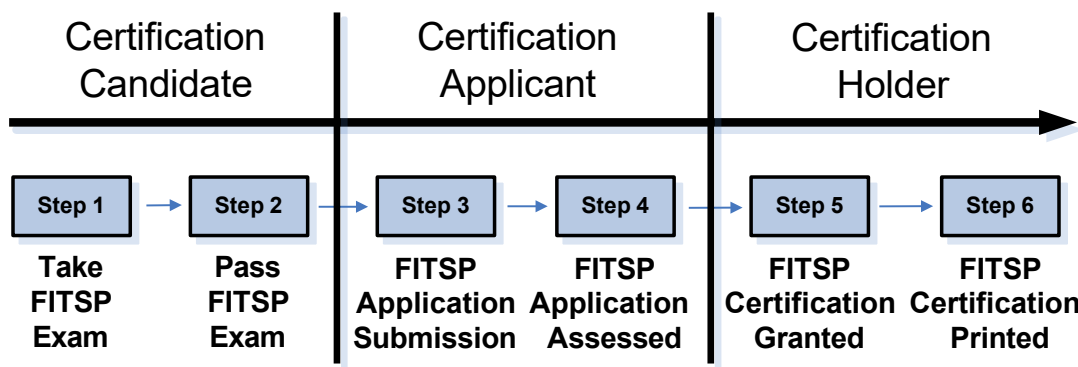 Certification
Candidate
Certification
Applicant
Certification
Holder
Step 1
Step 2
Step 3
Step 4
Step 5
Step 6
Take
FITSP
Exam
Pass
FITSP
Exam
FITSP
Application
Submission
FITSP
Application
Assessed
FITSP
Certification
Granted
FITSP
Certification
Printed